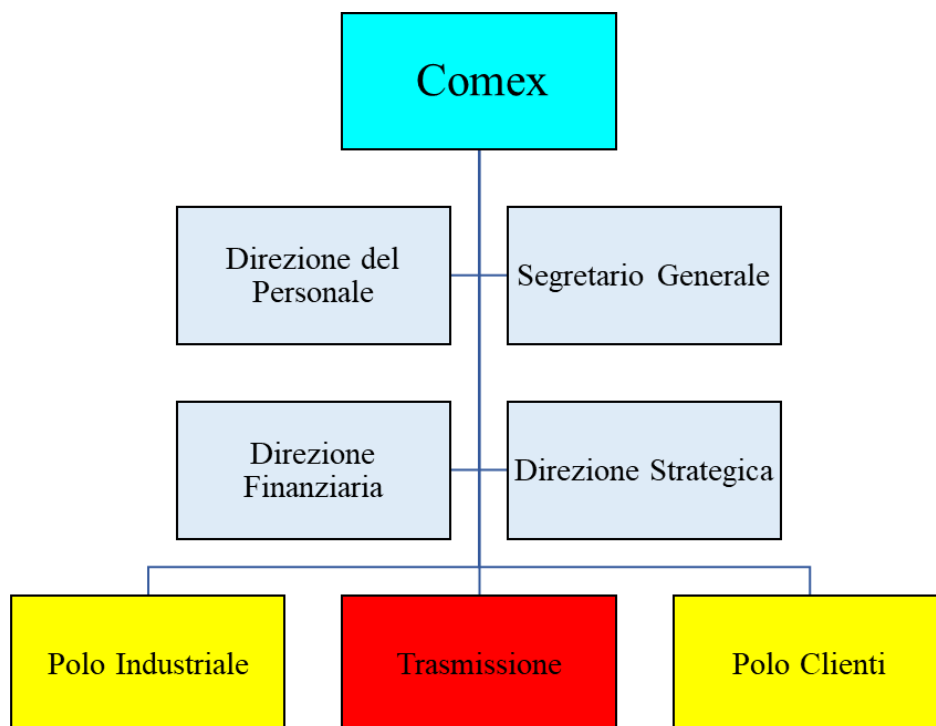 Comex
Direzione del
Personale
Segretario Generale
Direzione
Finanziaria
Direzione Strategica
Polo Industriale
Trasmissione
Polo Clienti